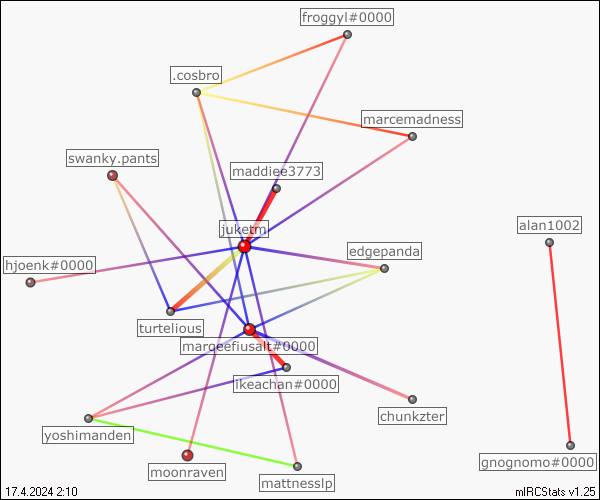 froggyl#0000
.cosbro
marcemadness
swanky.pants
maddiee3773
juketm
alan1002
edgepanda
hjoenk#0000
turtelious
margeefiusalt#0000
ikeachan#0000
chunkzter
yoshimanden
gnognomo#0000
moonraven
mattnesslp
17.4.2024 2:10
mIRCStats v1.25